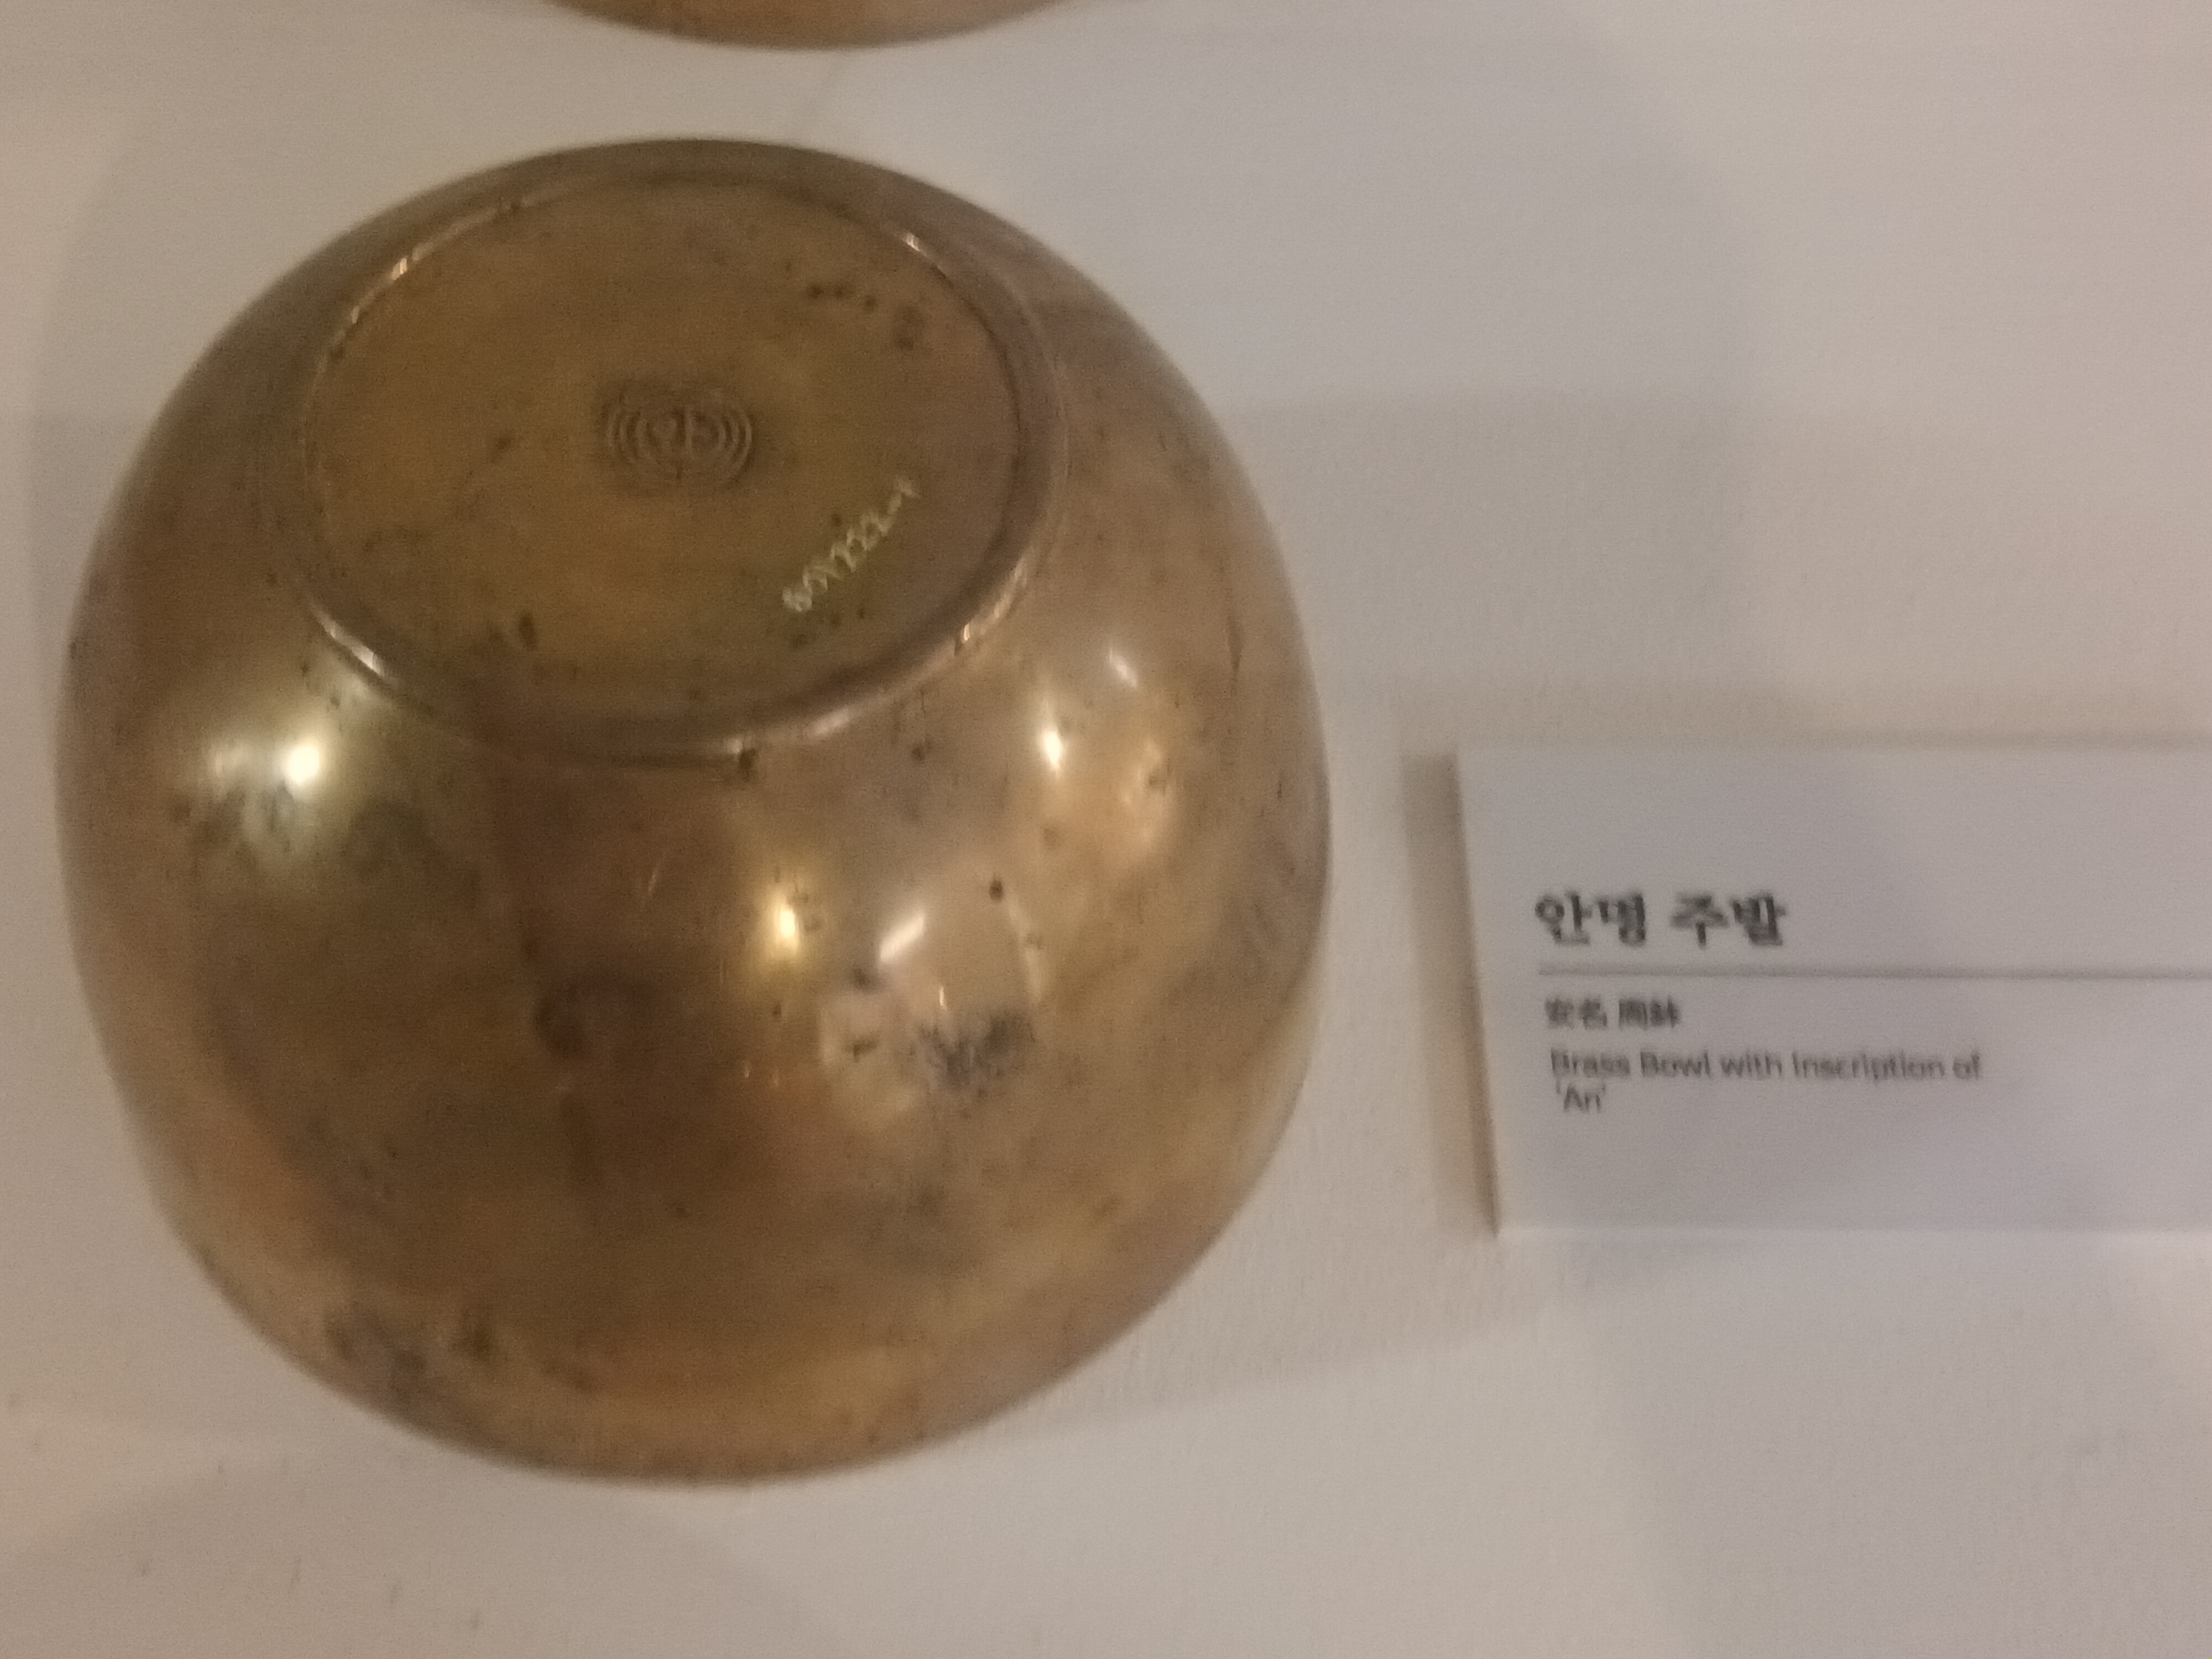 안명 주발
安名 周鉢
Brass Bowl with Inscription of
'An'